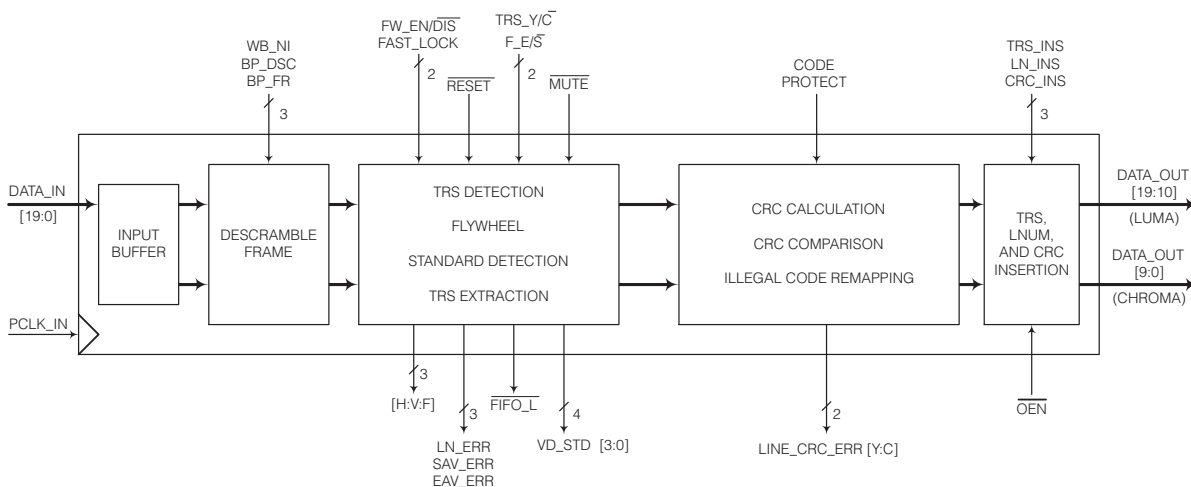 WB_NI
BP_DSC
BP_FR
3
FW_EN/DIS
FAST_LOCK
2
RESET
TRS_Y/C
F_E/S
2
MUTE
CODE
PROTECT
TRS_INS
LN_INS
CRC_INS
3
DATA_IN
[19:0]
PCLK_IN
INPUT
BUFFER
DESCRAMBLE
FRAME
TRS DETECTION
FLYWHEEL
STANDARD DETECTION
TRS EXTRACTION
CRC CALCULATION
CRC COMPARISON
ILLEGAL CODE REMAPPING
TRS,
LNUM,
AND CRC
INSERTION
DATA_OUT
[19:10]
(LUMA)
DATA_OUT
[9:0]
(CHROMA)
3
[H:V:F]
3
LN_ERR
SAV_ERR
EAV_ERR
FIFO_L
4
VD_STD [3:0]
2
LINE_CRC_ERR [Y:C]
OEN